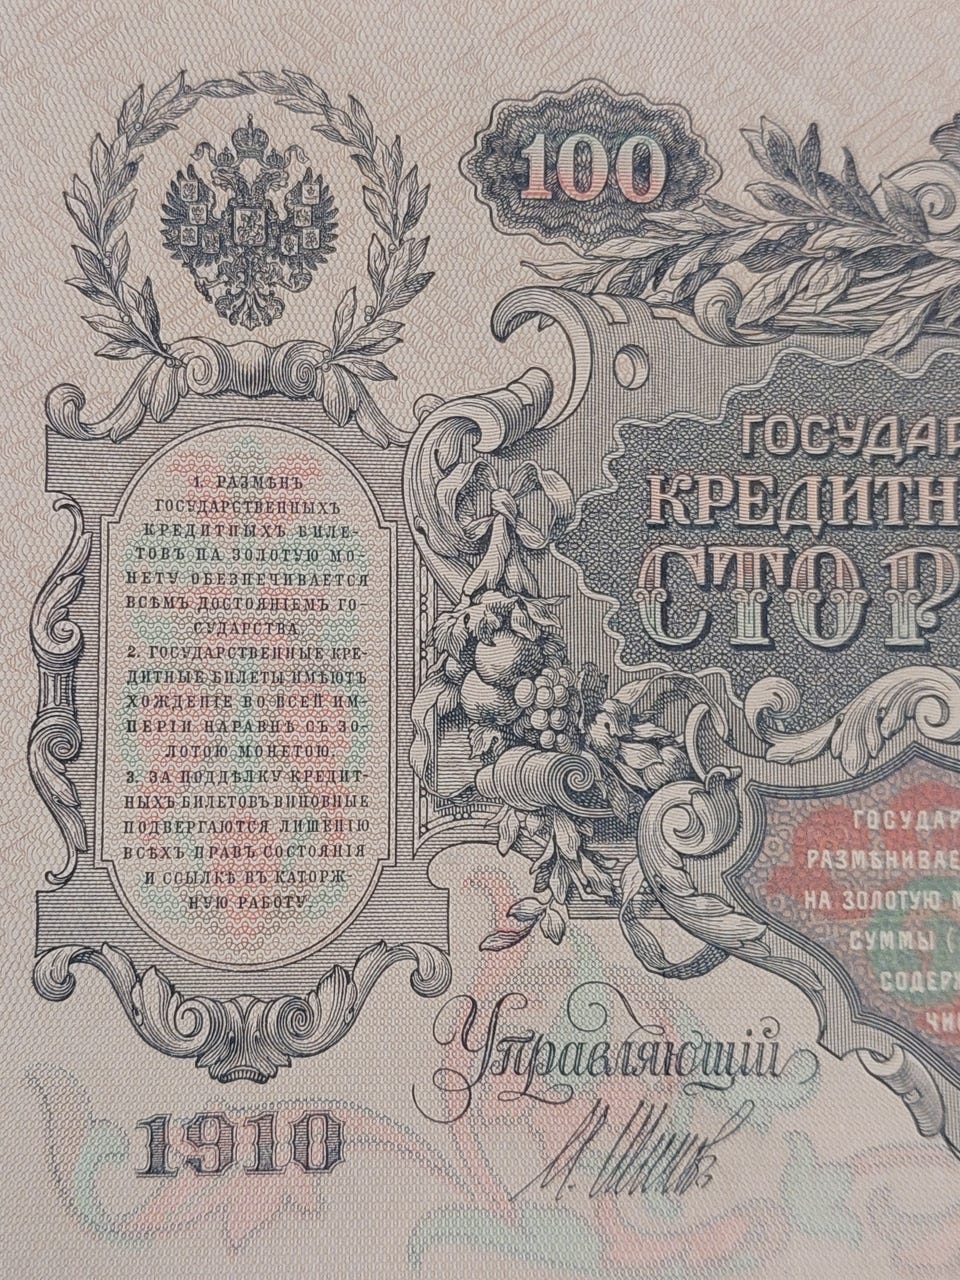 100
1. РАЗМѢНЪ
ГОСУДАРСТВЕННЫХЪ
КРЕДИТНЫХЪ БИЛЕ-
ТОВЪ НА ЗОЛОТУЮ МО-
НЕТУ ОБЕЗПЕЧИВАЕТСЯ
ВСѢМЪ ДОСТОЯНІЕМЪ ГО-
СУДАРСТВА.
2. ГОСУДАРСТВЕННЫЕ КРЕ-
ДИТНЫЕ БИЛЕТЫ ИМѢЮТЪ
ХОЖДЕНІЕ ВО ВСЕЙ ИМ-
ПЕРІИ НАРАВНѢ СЪ ЗО-
ЛОТОЮ МОНЕТОЮ.
3. ЗА ПОДДѢЛКУ КРЕДИТ-
НЫХЪ БИЛЕТОВЪ ВИНОВНЫЕ
ПОДВЕРГАЮТСЯ ЛИШЕНІЮ
ВСѢХЪ ПРАВЪ СОСТОЯНІЯ
И ССЫЛКѢ ВЪ КАТОРЖ-
НУЮ РАБОТУ.
ГОСУДАР
КРЕДИТН
СТО Р
ГОСУДАР
РАЗМѢНИВАЕ
НА ЗОЛОТУЮ М
СУММЫ (
СОДЕРЖ
ЧИС
Управляющій
1910